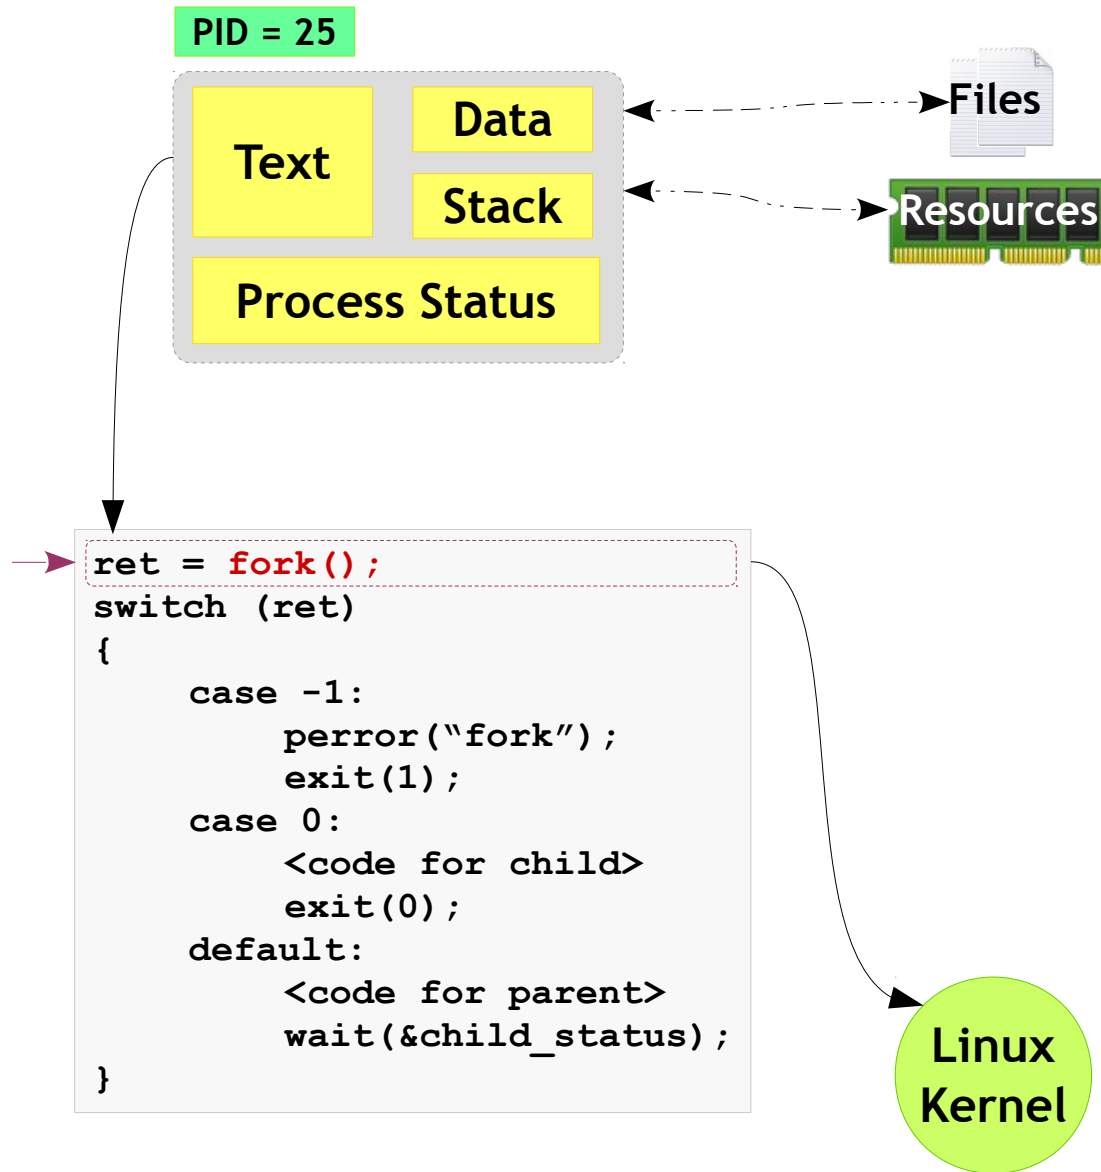 PID = 25
Text
Data
Stack
Process Status
Files
Resources
ret = fork();
switch (ret)
{
case -1:
perror(“fork”);
exit(1);
case 0:
<code for child>
exit(0);
default:
<code for parent>
wait(&child_status);
}
Linux
Kernel